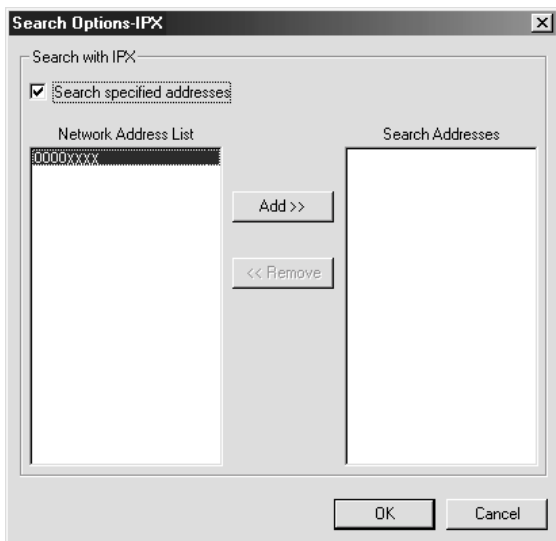 Search Options-IPX
Search with IPX
Search specified addresses
Network Address List
Search Addresses
0000xxxx
Add >>
<< Remove
OK
Cancel